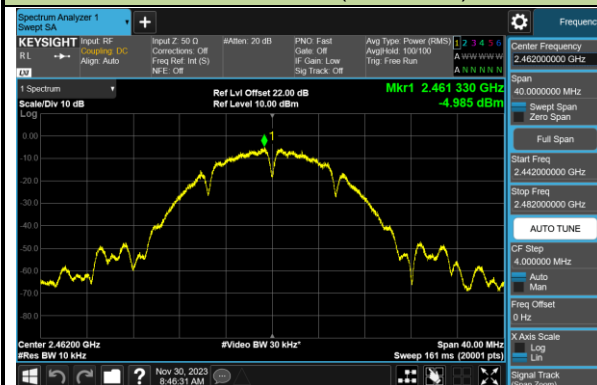 Spectrum Analyzer 1
Swept SA
+
Frequenc
KEYSIGHT
RL
LXI
Input: RF
Coupling: DC
Align: Auto
Input Z: 50 Ω
Corrections: Off
Freq Ref: Int (S)
NFE: Off
#Atten: 20 dB
PNO: Fast
Gate: Off
IF Gain: Low
Sig Track: Off
Avg Type: Power (RMS)
Avg|Hold: 100/100
Trig: Free Run
1 2 3 4 5 6
A W W W W W
A N N N N N
1 Spectrum
Scale/Div 10 dB
Log
Ref Lvl Offset 22.00 dB
Ref Level 10.00 dBm
Mkr1 2.461 330 GHz
-4.985 dBm
1
0.00
-10.0
-20.0
-30.0
-40.0
-50.0
-60.0
-70.0
-80.0
Center 2.46200 GHz
#Res BW 10 kHz
#Video BW 30 kHz*
Span 40.00 MHz
Sweep 161 ms (20001 pts)
?
Nov 30, 2023
8:46:31 AM
Center Frequency
2.462000000 GHz
Span
40.0000000 MHz
Swept Span
Zero Span
Full Span
Start Freq
2.442000000 GHz
Stop Freq
2.482000000 GHz
AUTO TUNE
CF Step
4.000000 MHz
Auto
Man
Freq Offset
0 Hz
X Axis Scale
Log
Lin
Signal Track
(Span Zoom)